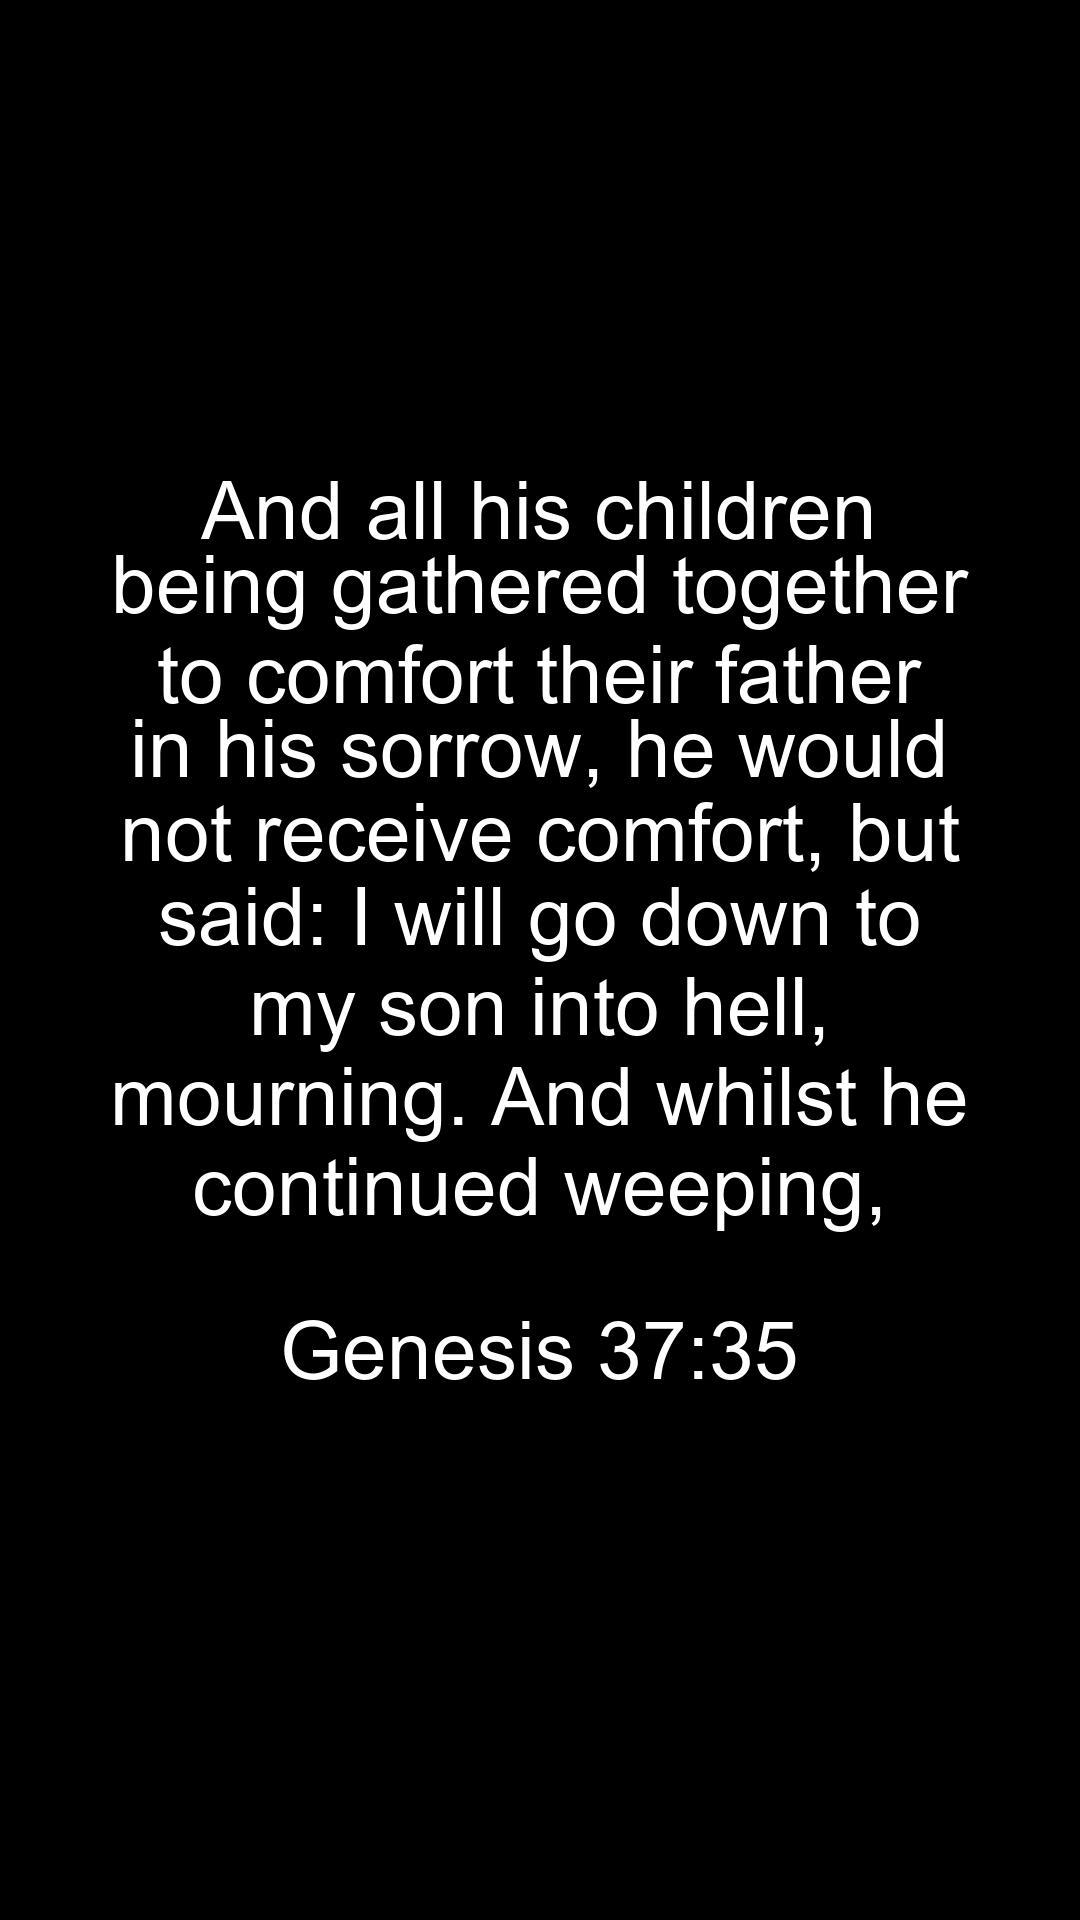 And all his children
being gathered together
to comfort their father
in his sorrow, he would
not receive comfort, but
said: I will go down to
my son into hell,
mourning. And whilst he
continued weeping,
Genesis 37:35